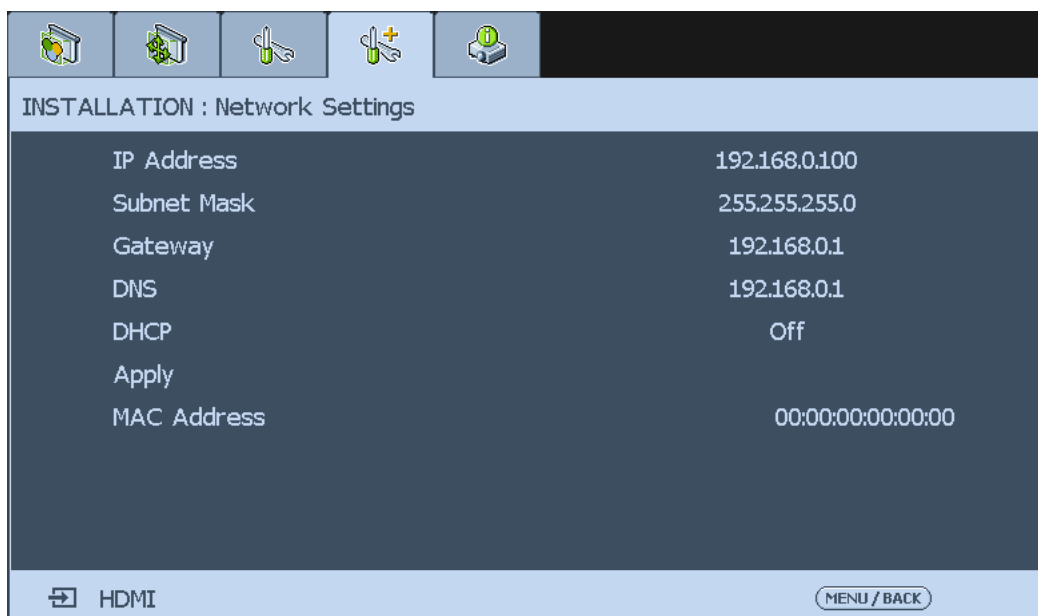 INSTALLATION : Network Settings
IP Address 192.168.0.100
Subnet Mask 255.255.255.0
Gateway 192.168.0.1
DNS 192.168.0.1
DHCP Off
Apply
MAC Address 00:00:00:00:00:00
HDMI MENU / BACK